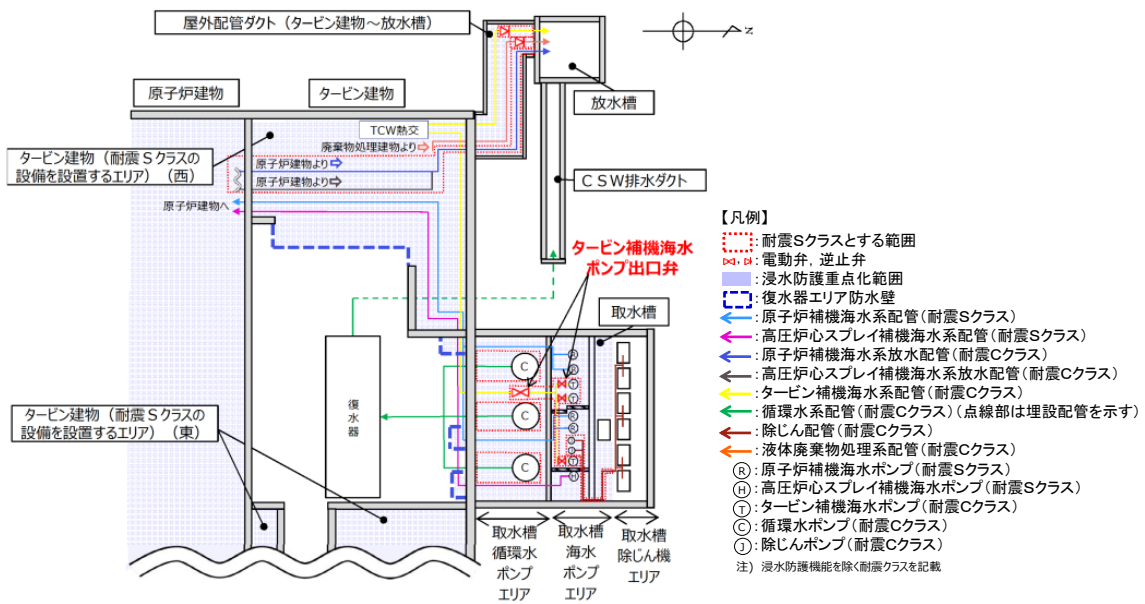 屋外配管ダクト（タービン建物～放水槽）
N
原子炉建物
タービン建物
放水槽
TCW熱交
廃棄物処理建物より⇨
タービン建物（耐震Ｓクラスの
設備を設置するエリア）（西）
原子炉建物より⇨
原子炉建物より⇨
原子炉建物へ
ＣＳＷ排水ダクト
タービン補機海水
ポンプ出口弁
取水槽
復水器
タービン建物（耐震Ｓクラスの
設備を設置するエリア）（東）
C
C
C
R
R
T
T
R
R
T
H
取水槽
循環水
ポンプ
エリア
取水槽
海水
ポンプ
エリア
取水槽
除じん機
エリア
【凡例】
：耐震Sクラスとする範囲
，：電動弁，逆止弁
：浸水防護重点化範囲
：復水器エリア防水壁
：原子炉補機海水系配管（耐震Sクラス）
：高圧炉心スプレイ補機海水系配管（耐震Sクラス）
：原子炉補機海水系放水配管（耐震Cクラス）
：高圧炉心スプレイ補機海水系放水配管（耐震Cクラス）
：タービン補機海水系配管（耐震Cクラス）
：循環水系配管（耐震Cクラス）（点線部は埋設配管を示す）
：除じん配管（耐震Cクラス）
：液体廃棄物処理系配管（耐震Cクラス）
Ⓡ：原子炉補機海水ポンプ（耐震Sクラス）
Ⓗ：高圧炉心スプレイ補機海水ポンプ（耐震Sクラス）
Ⓣ：タービン補機海水ポンプ（耐震Cクラス）
Ⓒ：循環水ポンプ（耐震Cクラス）
Ⓙ：除じんポンプ（耐震Cクラス）
注） 浸水防護機能を除く耐震クラスを記載